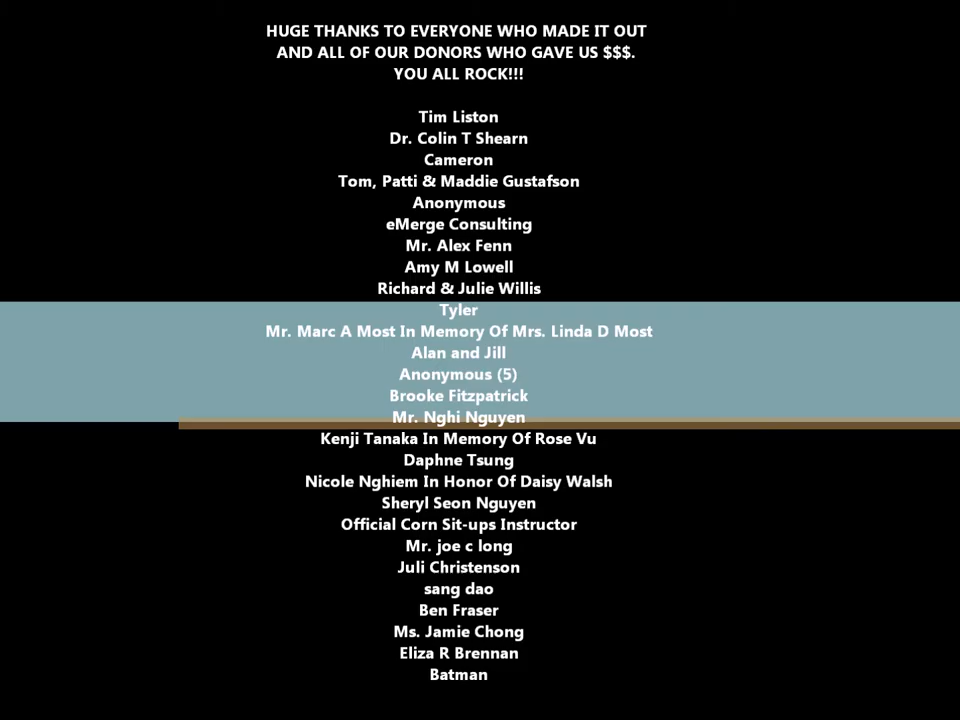 HUGE THANKS TO EVERYONE WHO MADE IT OUT
AND ALL OF OUR DONORS WHO GAVE US $$$.
YOU ALL ROCK!!!
Tim Liston
Dr. Colin T Shearn
Cameron
Tom, Patti & Maddie Gustafson
Anonymous
eMerge Consulting
Mr. Alex Fenn
Amy M Lowell
Richard & Julie Willis
Tyler
Mr. Marc A Most In Memory Of Mrs. Linda D Most
Alan and Jill
Anonymous (5)
Brooke Fitzpatrick
Mr. Nghi Nguyen
Kenji Tanaka In Memory Of Rose Vu
Daphne Tsung
Nicole Nghiem In Honor Of Daisy Walsh
Sheryl Seon Nguyen
Official Corn Sit-ups Instructor
Mr. joe c long
Juli Christenson
sang dao
Ben Fraser
Ms. Jamie Chong
Eliza R Brennan
Batman